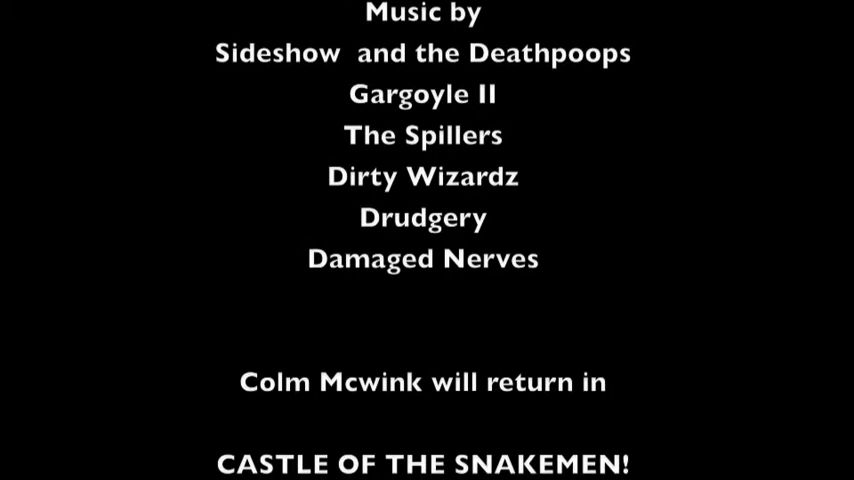 Music by
Sideshow  and the Deathpoops
Gargoyle II
The Spillers
Dirty Wizardz
Drudgery
Damaged Nerves
Colm Mcwink will return in
CASTLE OF THE SNAKEMEN!